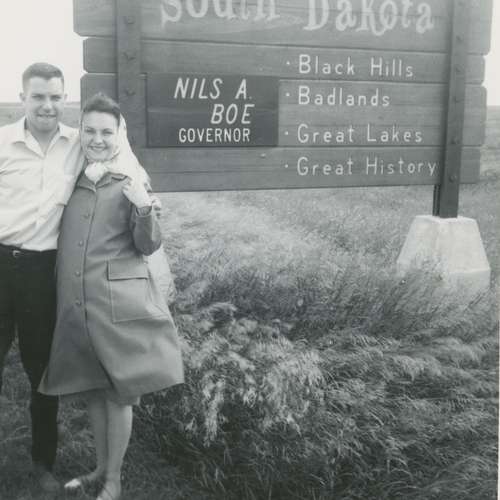 South Dakota
NILS A.
BOE
GOVERNOR
· Black Hills
· Badlands
· Great Lakes
· Great History